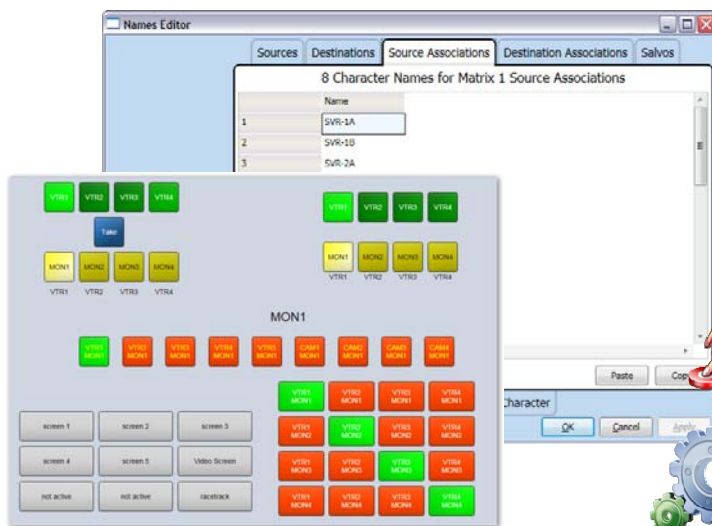 Names Editor
Sources Destinations Source Associations Destination Associations Salvos
8 Character Names for Matrix 1 Source Associations
Name
1 SVR-1A
2 SVR-1B
3 SVR-2A
VTR1 VTR2 VTR3 VTR4
VTR1 VTR2 VTR3 VTR4
Take
MON1 MON2 MON3 MON4
MON1 MON2 MON3 MON4
VTR1 VTR2 VTR3 VTR4
VTR1 VTR2 VTR3 VTR4
MON1
VTR1 VTR2 VTR3 VTR4 VTR5 CAM1 CAM2 CAM3 CAM4
MON1 MON1 MON1 MON1 MON1 MON1 MON1 MON1 MON1
Paste Cop
VTR1 VTR2 VTR3 VTR4
MON1 MON1 MON1 MON1
Character
OK Cancel Apply
screen 1 screen 2 screen 3
VTR1 VTR2 VTR3 VTR4
MON2 MON2 MON2 MON2
screen 4 screen 5 Video Screen
VTR1 VTR2 VTR3 VTR4
MON3 MON3 MON3 MON3
not active not active racetrack
VTR1 VTR2 VTR3 VTR4
MON4 MON4 MON4 MON4